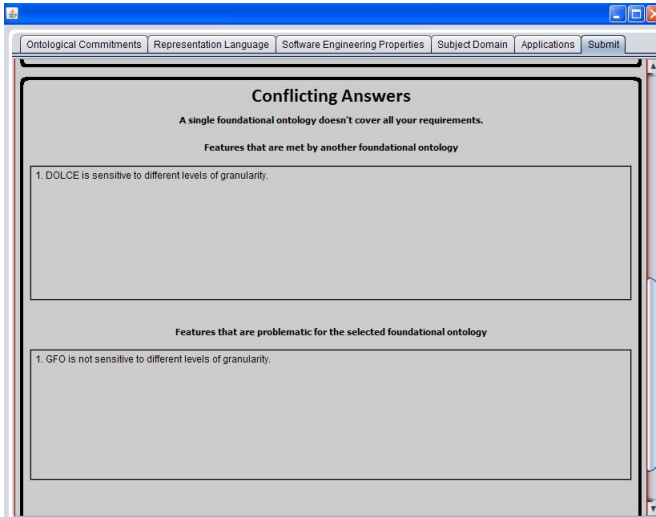 Ontological Commitments Representation Language Software Engineering Properties Subject Domain Applications Submit
Conflicting Answers
A single foundational ontology doesn't cover all your requirements.
Features that are met by another foundational ontology
1. DOLCE is sensitive to different levels of granularity.
Features that are problematic for the selected foundational ontology
1. GFO is not sensitive to different levels of granularity.